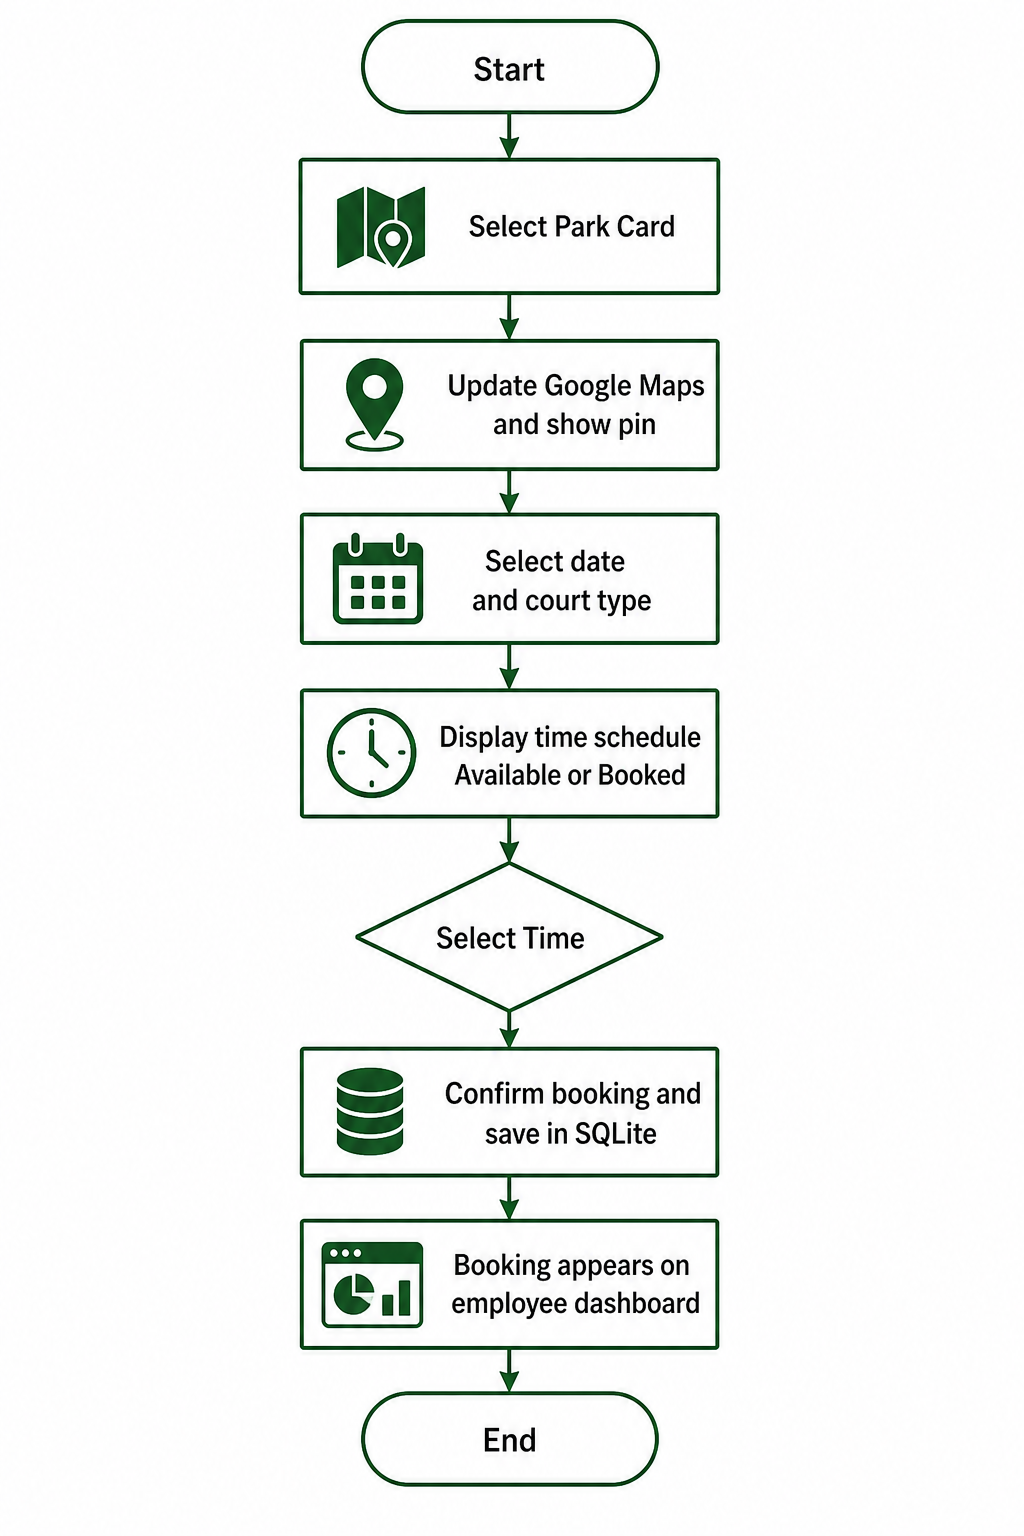 Start
Select Park Card
Update Google Maps
and show pin
Select date
and court type
Display time schedule
Available or Booked
Select Time
Confirm booking and
save in SQLite
Booking appears on
employee dashboard
End